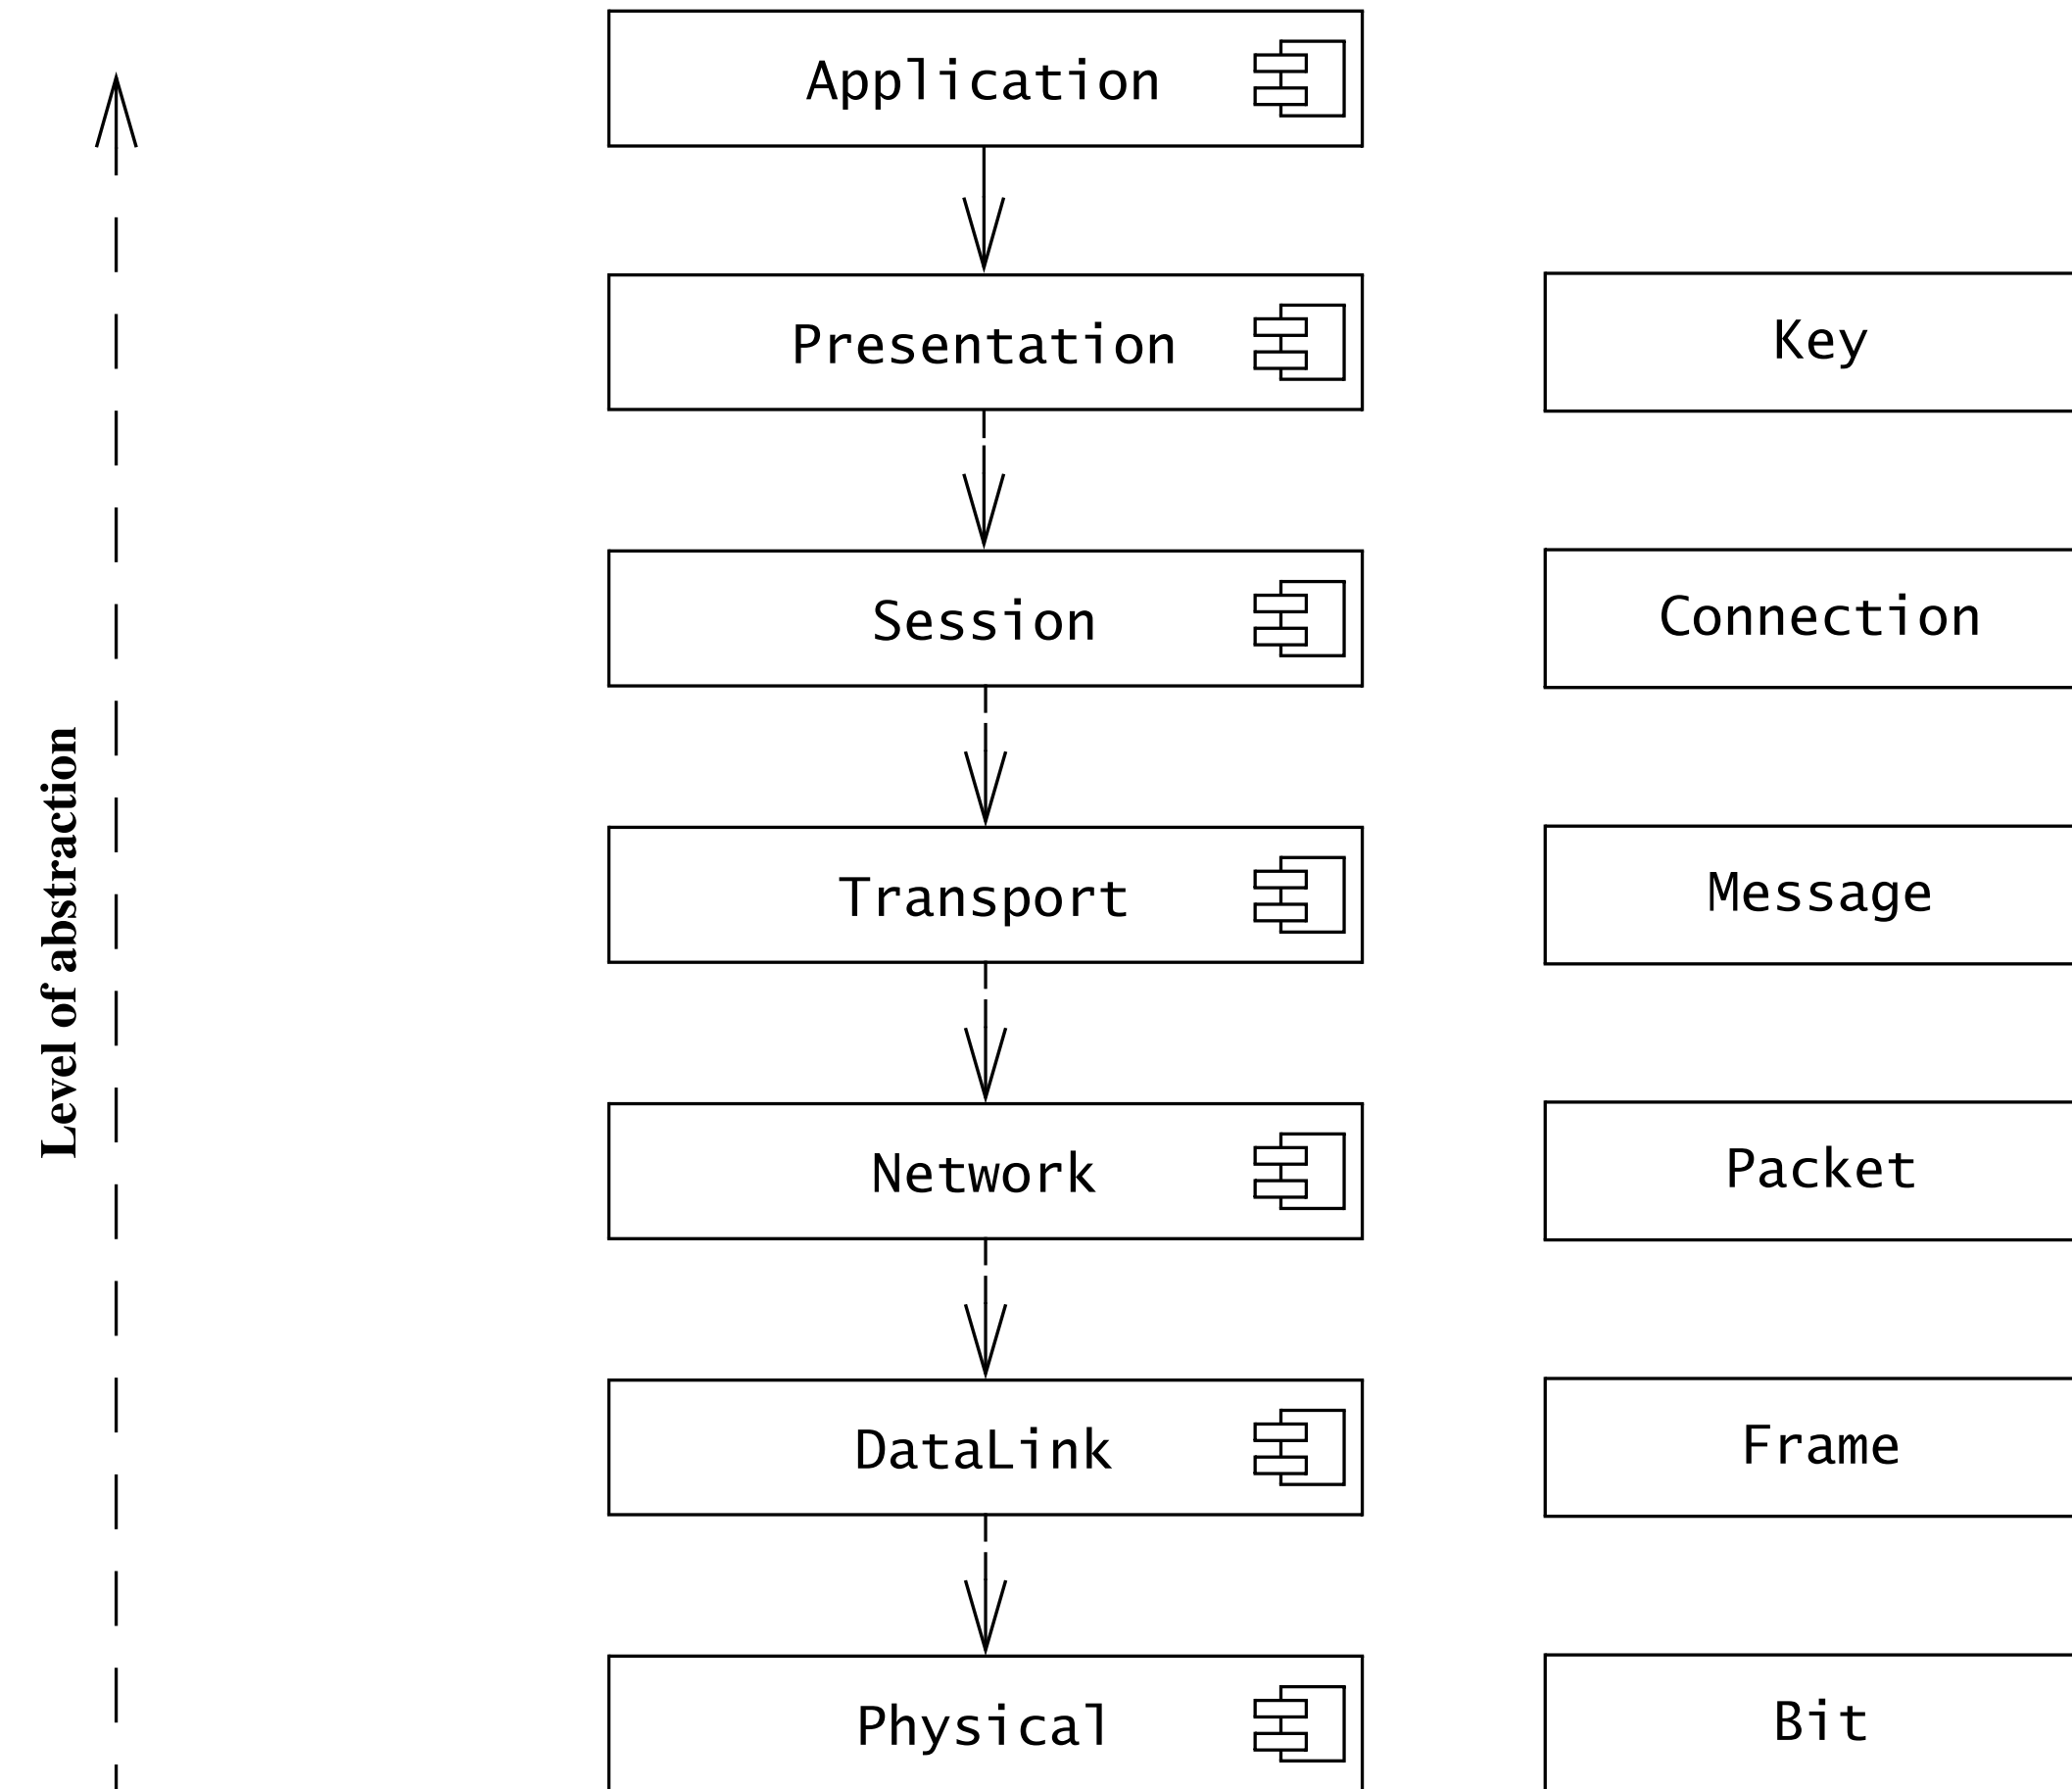 Application
Presentation
Key
Session
Connection
Level of abstraction
Transport
Message
Network
Packet
DataLink
Frame
Physical
Bit